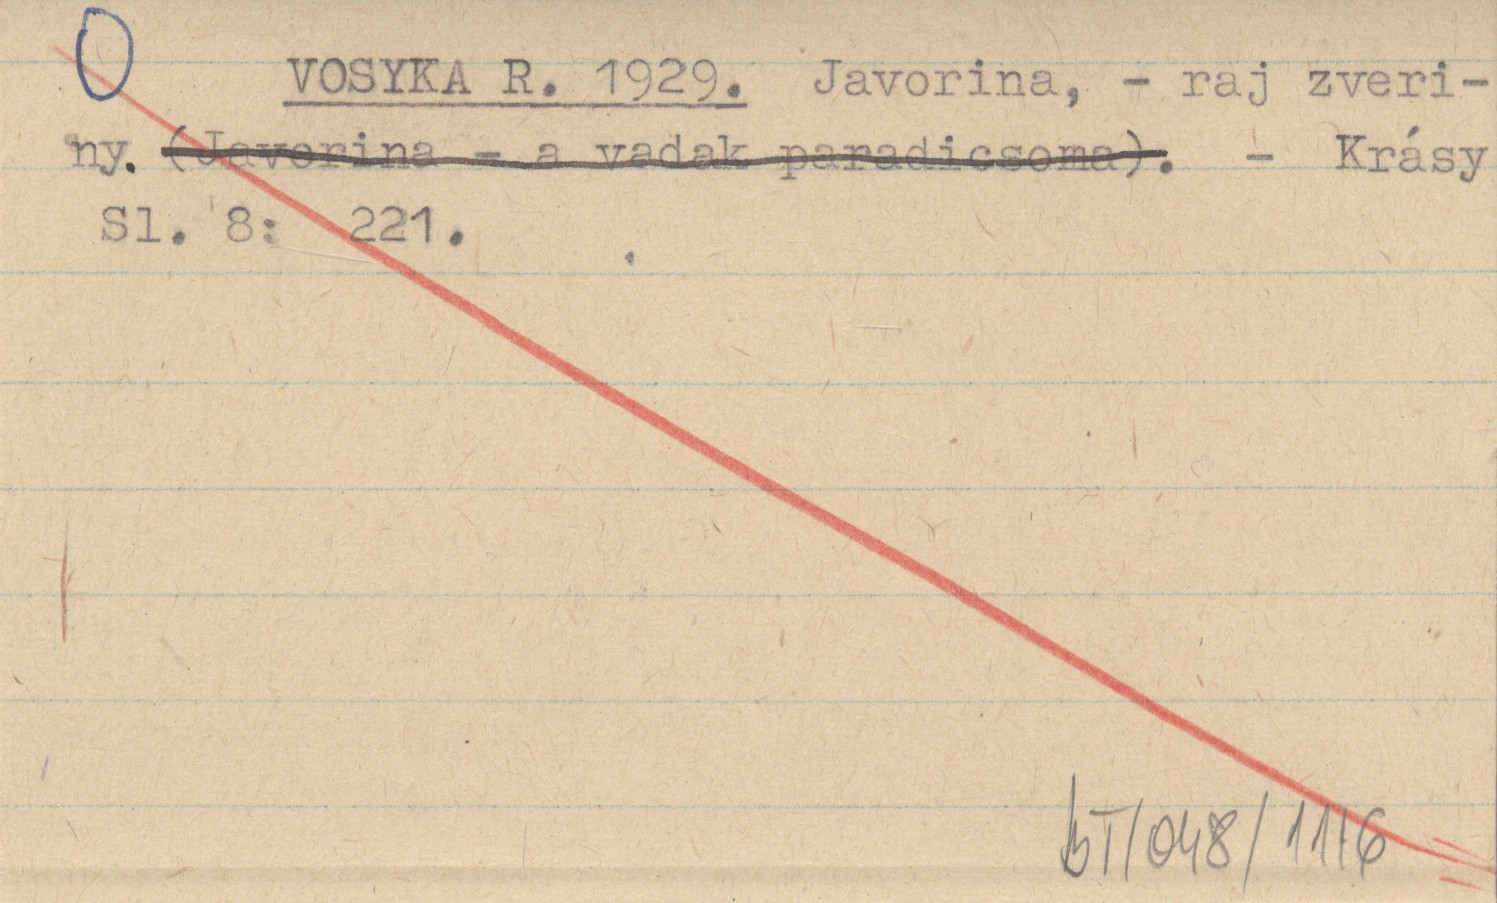 VOSYKA R. 1929. Javorina, - raj zveri-
ny. (Javorina - a vadak paradicsoma). - Krásy
Sl. 8: 221.
BT/048/1116